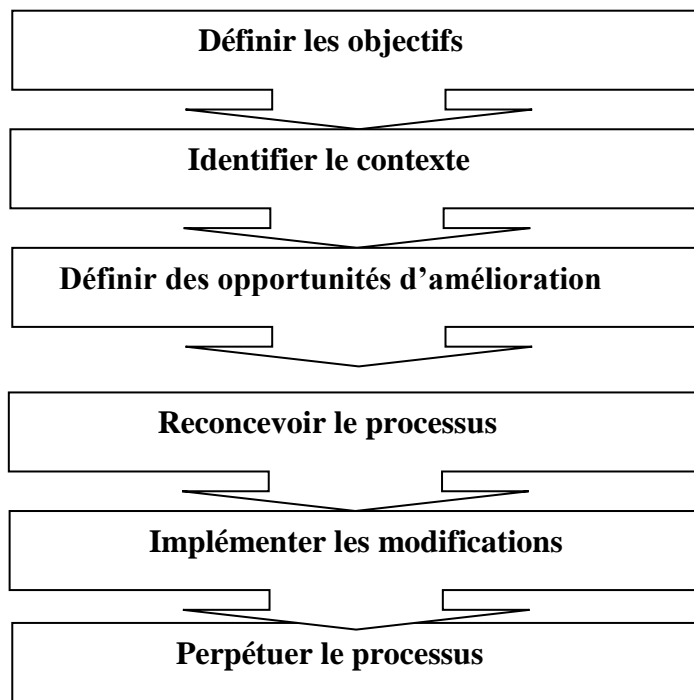 Définir les objectifs
Identifier le contexte
Définir des opportunités d’amélioration
Reconcevoir le processus
Implémenter les modifications
Perpétuer le processus